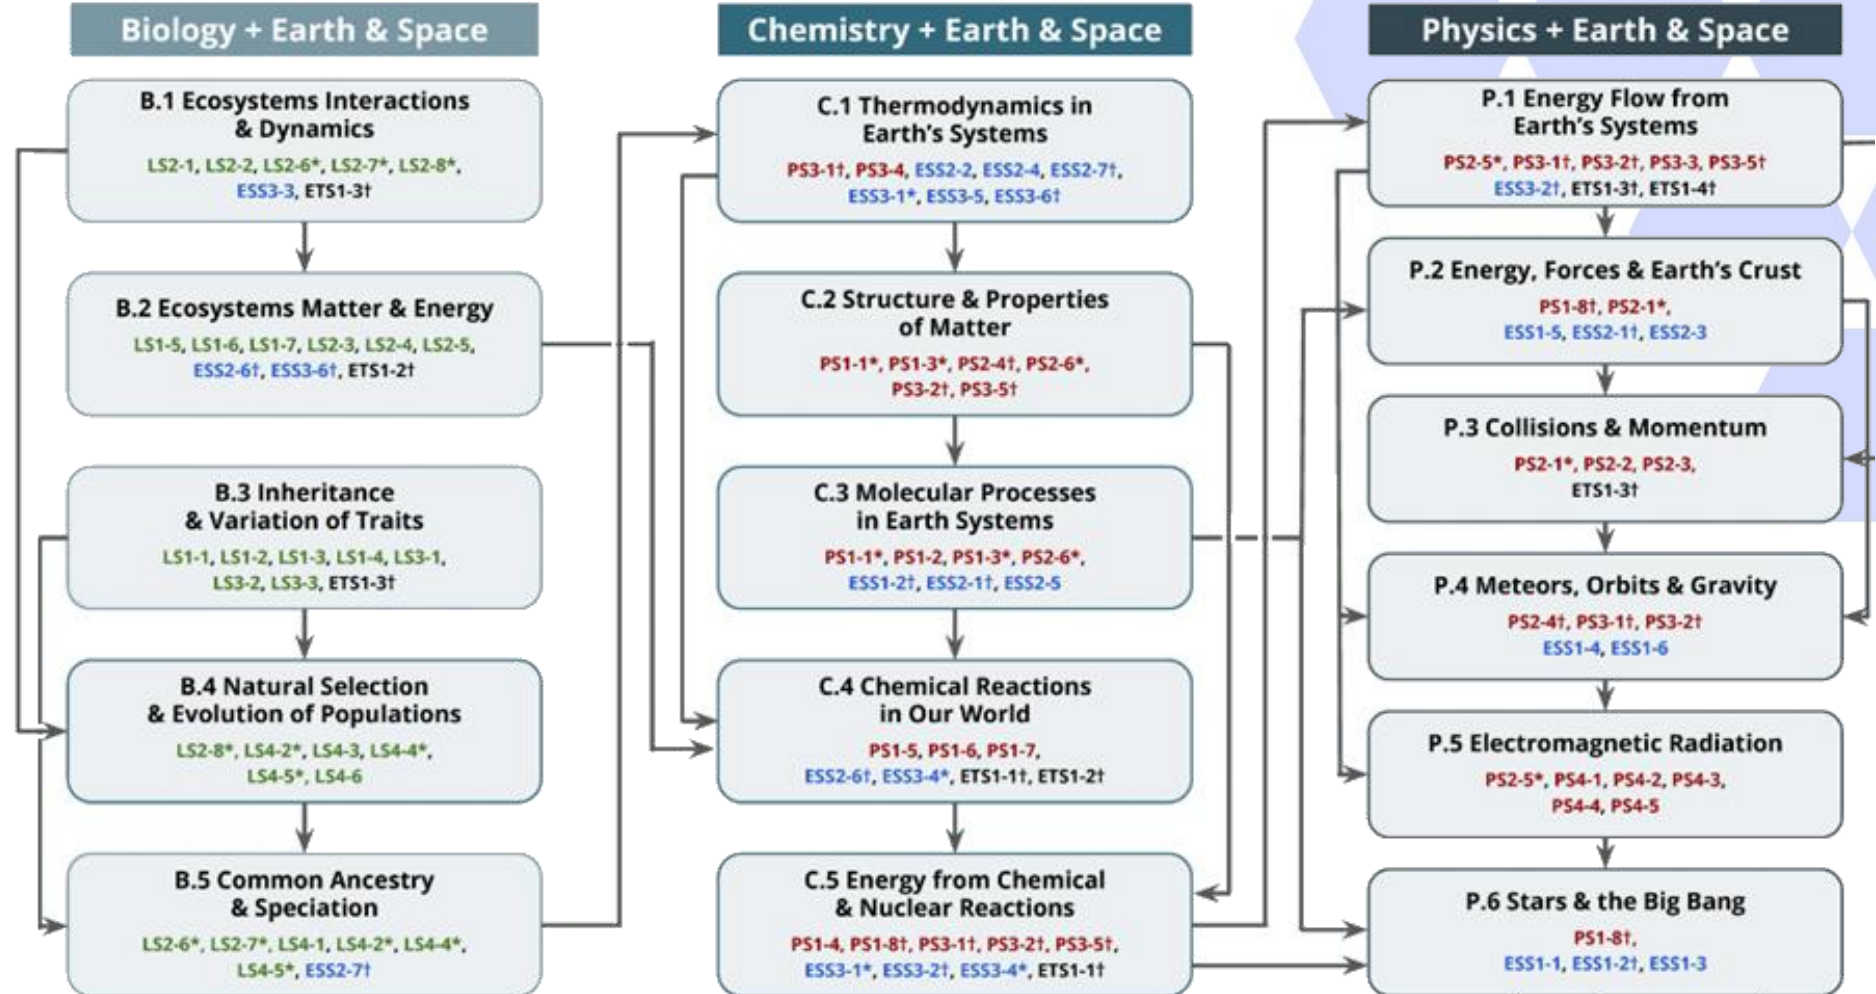 Biology + Earth & Space
B.1 Ecosystems Interactions
& Dynamics
LS2-1, LS2-2, LS2-6*, LS2-7*, LS2-8*,
ESS3-3, ETS1-3†
B.2 Ecosystems Matter & Energy
LS1-5, LS1-6, LS1-7, LS2-3, LS2-4, LS2-5,
ESS2-6†, ESS3-6†, ETS1-2†
B.3 Inheritance
& Variation of Traits
LS1-1, LS1-2, LS1-3, LS1-4, LS3-1,
LS3-2, LS3-3, ETS1-3†
B.4 Natural Selection
& Evolution of Populations
LS2-8*, LS4-2*, LS4-3, LS4-4*,
LS4-5*, LS4-6
B.5 Common Ancestry
& Speciation
LS2-6*, LS2-7*, LS4-1, LS4-2*, LS4-4*,
LS4-5*, ESS2-7†
Chemistry + Earth & Space
C.1 Thermodynamics in
Earth's Systems
PS3-1†, PS3-4, ESS2-2, ESS2-4, ESS2-7†,
ESS3-1*, ESS3-5, ESS3-6†
C.2 Structure & Properties
of Matter
PS1-1*, PS1-3*, PS2-4†, PS2-6*,
PS3-2†, PS3-5†
C.3 Molecular Processes
in Earth Systems
PS1-1*, PS1-2, PS1-3*, PS2-6*,
ESS1-2†, ESS2-1†, ESS2-5
C.4 Chemical Reactions
in Our World
PS1-5, PS1-6, PS1-7,
ESS2-6†, ESS3-4*, ETS1-1†, ETS1-2†
C.5 Energy from Chemical
& Nuclear Reactions
PS1-4, PS1-8†, PS3-1†, PS3-2†, PS3-5†,
ESS3-1*, ESS3-2†, ESS3-4*, ETS1-1†
Physics + Earth & Space
P.1 Energy Flow from
Earth's Systems
PS2-5*, PS3-1†, PS3-2†, PS3-3, PS3-5†
ESS3-2†, ETS1-3†, ETS1-4†
P.2 Energy, Forces & Earth's Crust
PS1-8†, PS2-1*,
ESS1-5, ESS2-1†, ESS2-3
P.3 Collisions & Momentum
PS2-1*, PS2-2, PS2-3,
ETS1-3†
P.4 Meteors, Orbits & Gravity
PS2-4†, PS3-1†, PS3-2†
ESS1-4, ESS1-6
P.5 Electromagnetic Radiation
PS2-5*, PS4-1, PS4-2, PS4-3,
PS4-4, PS4-5
P.6 Stars & the Big Bang
PS1-8†,
ESS1-1, ESS1-2†, ESS1-3